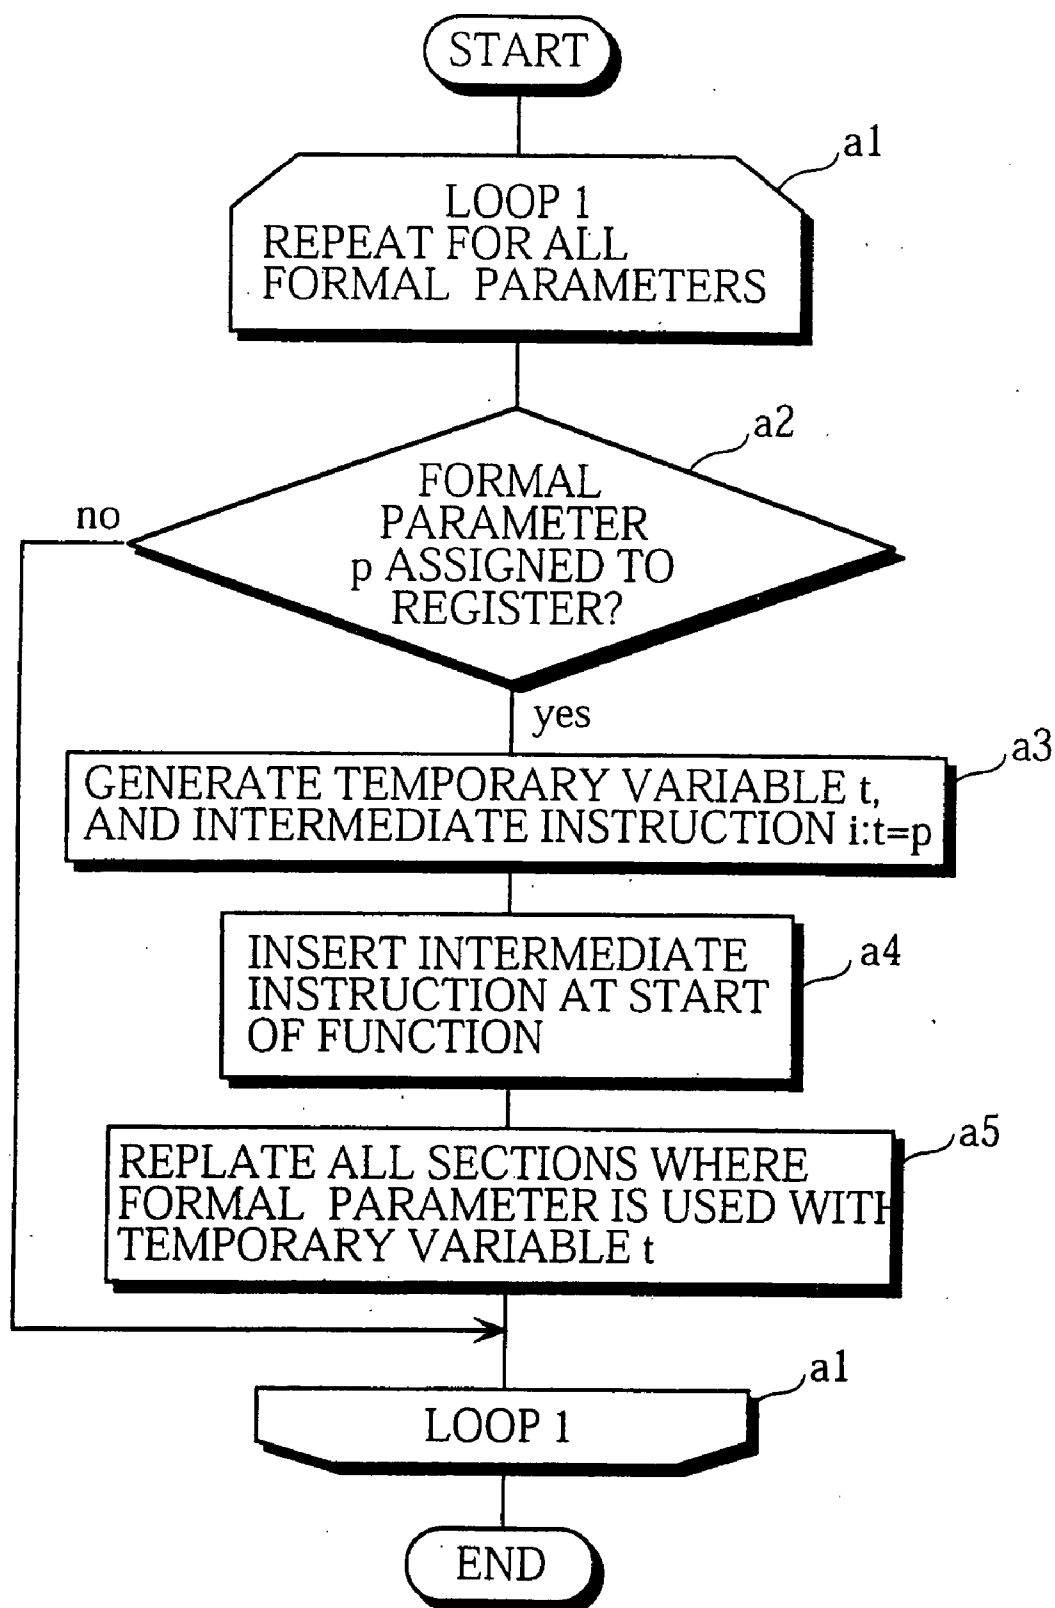 START
a1
LOOP 1
REPEAT FOR ALL
FORMAL PARAMETERS
a2
FORMAL
PARAMETER
p ASSIGNED TO
REGISTER?
no
yes
a3
GENERATE TEMPORARY VARIABLE t,
AND INTERMEDIATE INSTRUCTION i:t=p
a4
INSERT INTERMEDIATE
INSTRUCTION AT START
OF FUNCTION
a5
REPLATE ALL SECTIONS WHERE
FORMAL PARAMETER IS USED WITH
TEMPORARY VARIABLE t
a1
LOOP 1
END